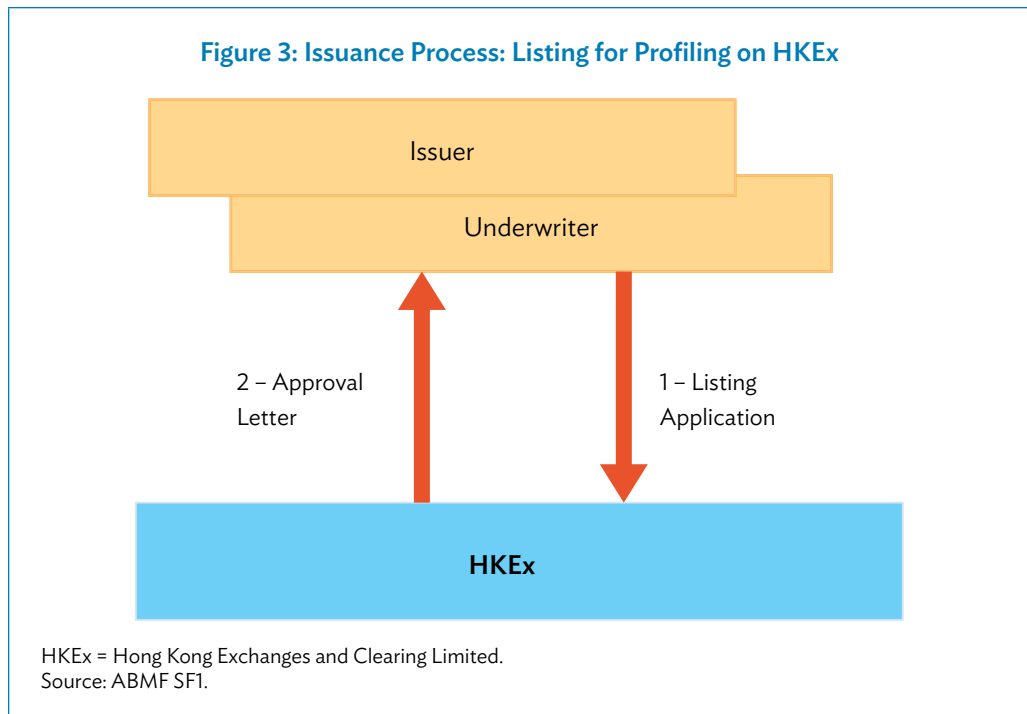 Figure 3: Issuance Process: Listing for Profiling on HKEx
Issuer
Underwriter
2 – Approval
Letter
1 – Listing
Application
HKEx
HKEx = Hong Kong Exchanges and Clearing Limited.
Source: ABMF SF1.